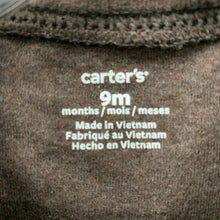 carter's
9m
months / mois / meses
Made in Vietnam
Fabriqué au Vietnam
Hecho en Vietnam